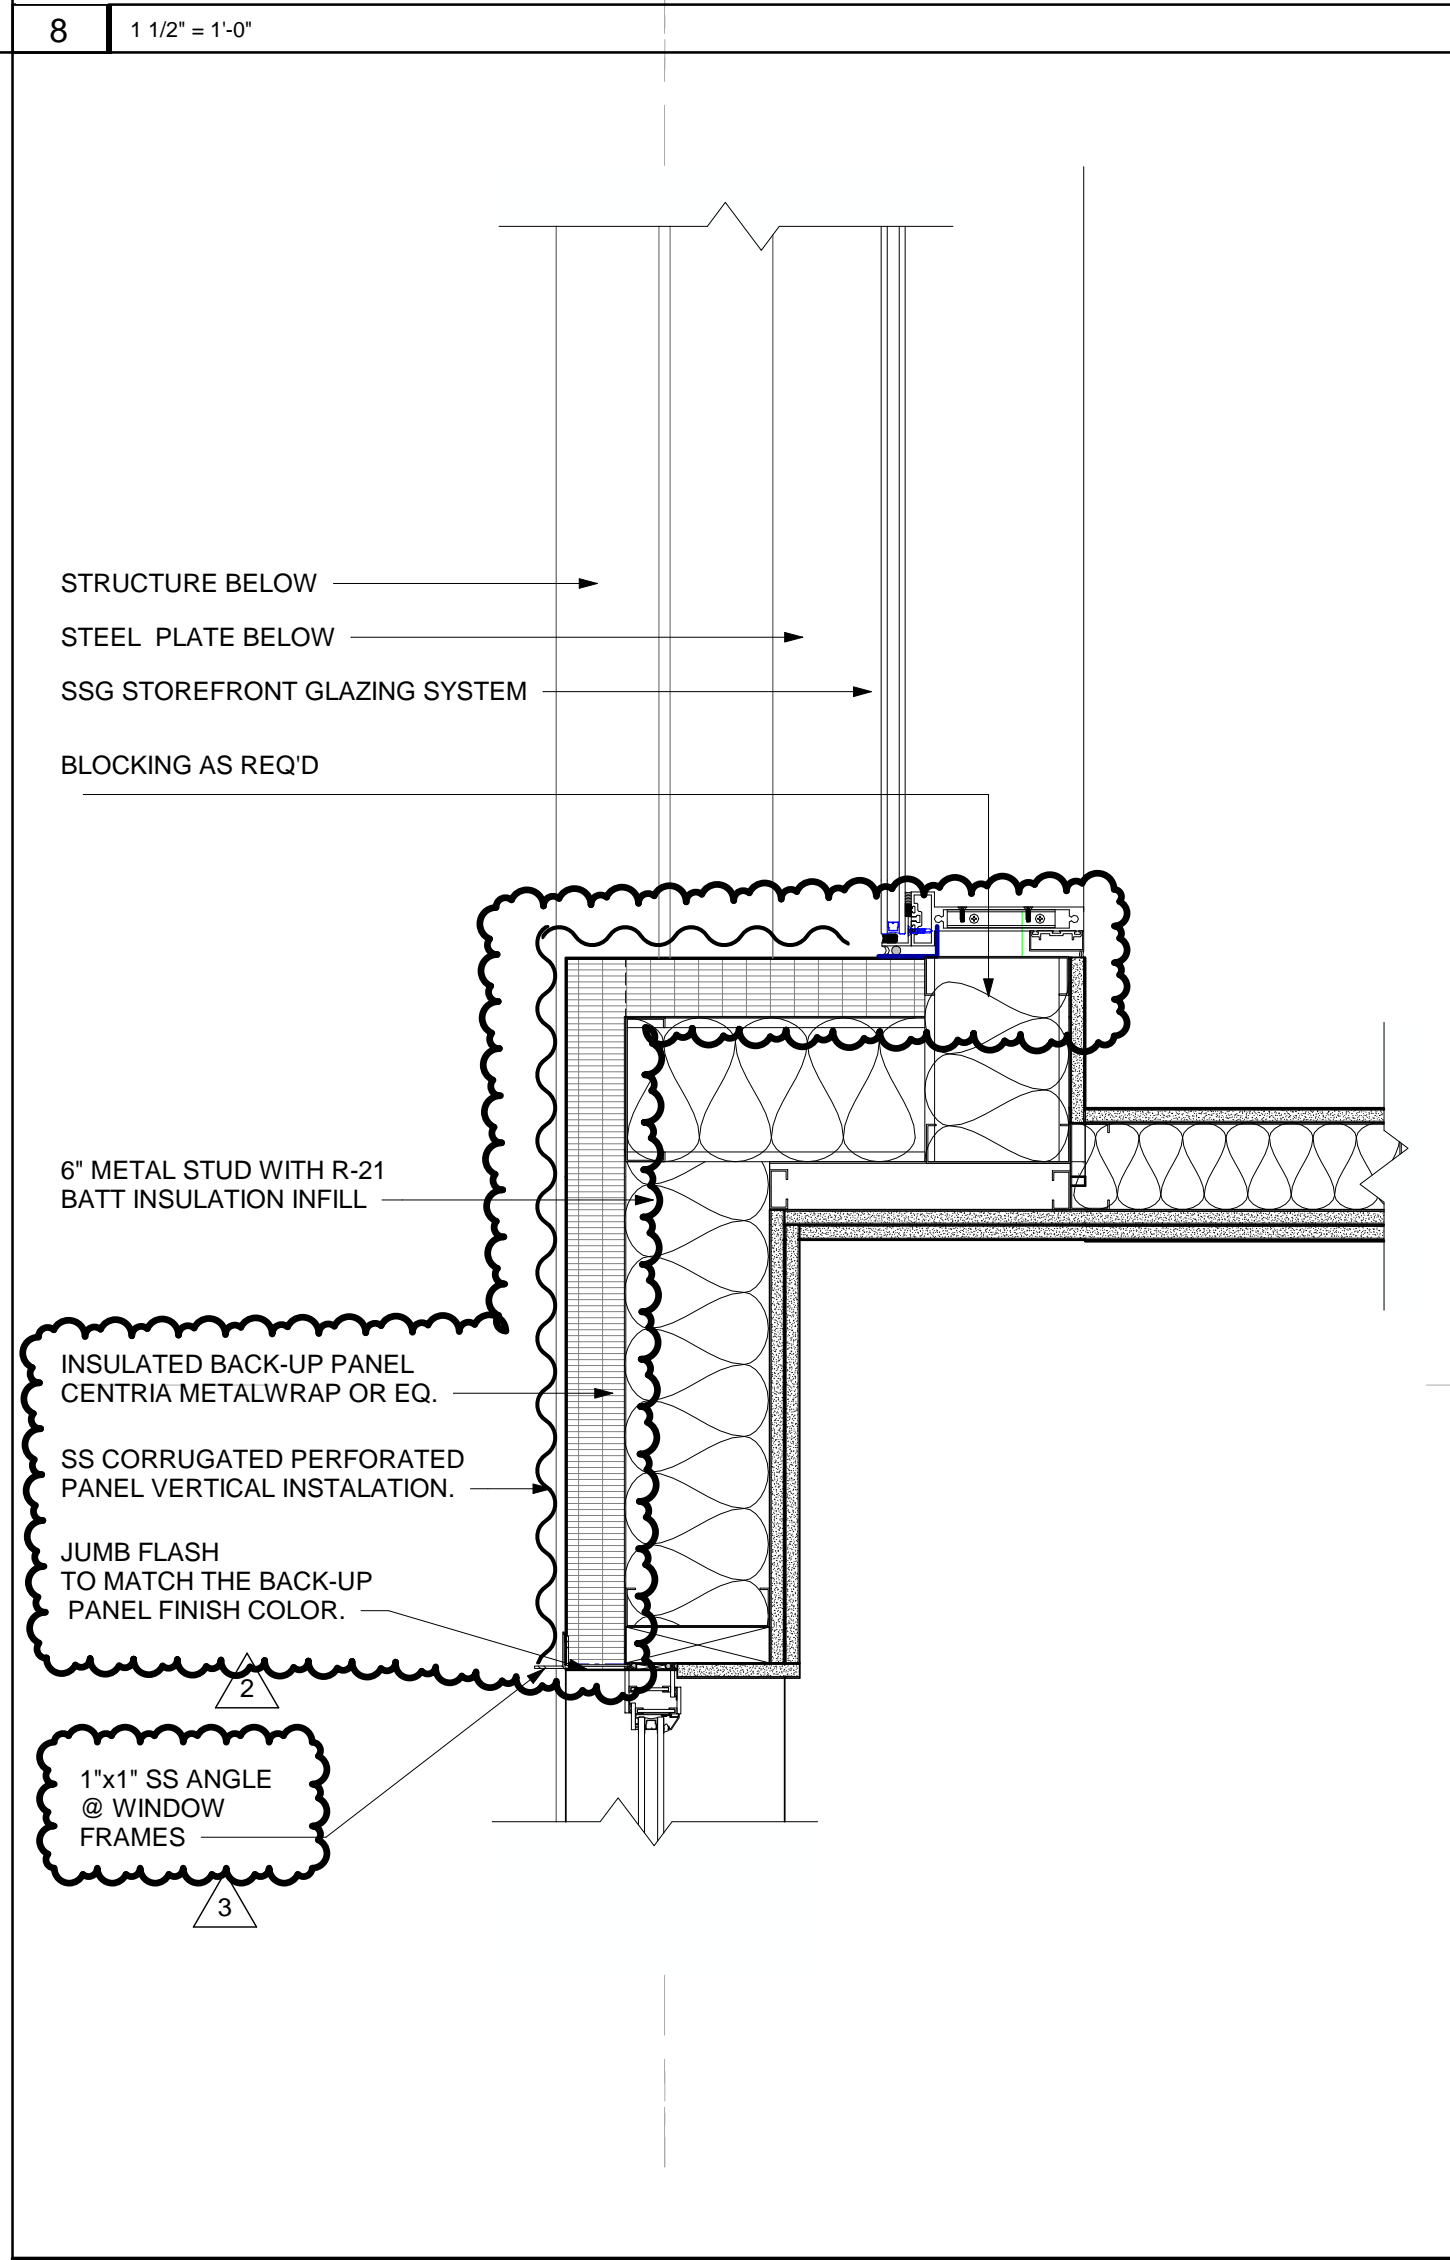 8
1 1/2" = 1'-0"
STRUCTURE BELOW
STEEL PLATE BELOW
SSG STOREFRONT GLAZING SYSTEM
BLOCKING AS REQ'D
6" METAL STUD WITH R-21
BATT INSULATION INFILL
INSULATED BACK-UP PANEL
CENTRIA METALWRAP OR EQ.
SS CORRUGATED PERFORATED
PANEL VERTICAL INSTALATION.
JUMB FLASH
TO MATCH THE BACK-UP
PANEL FINISH COLOR.
2
1"x1" SS ANGLE
@ WINDOW
FRAMES
3